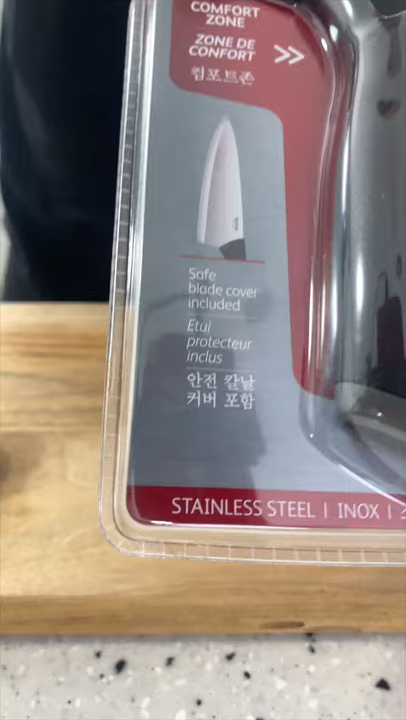 COMFORT
ZONE
ZONE DE
CONFORT
컴포트존
Safe
blade cover
included
Étui
protecteur
inclus
안전 칼날
커버 포함
STAINLESS STEEL | INOX |